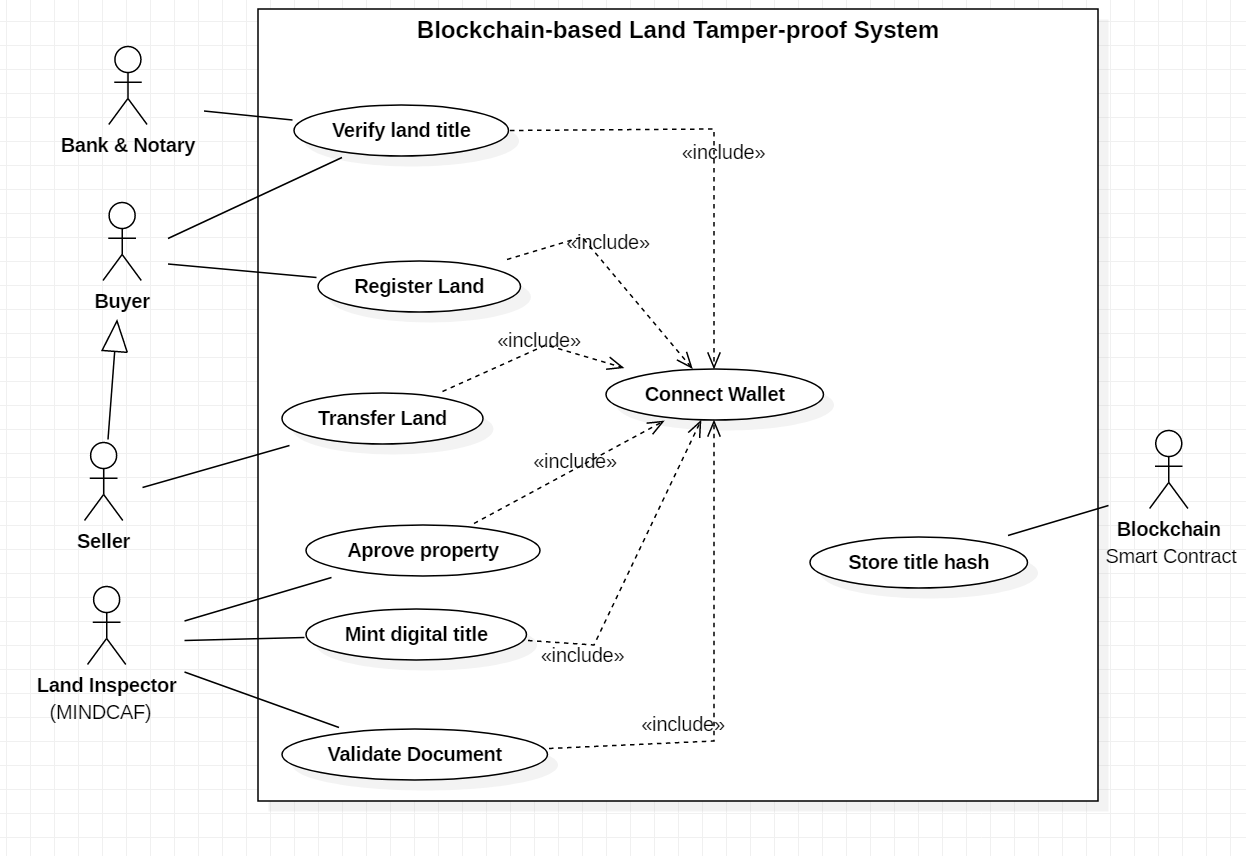 Blockchain-based Land Tamper-proof System
Bank & Notary
Verify land title
«include»
Buyer
Register Land
«include»
«include»
Transfer Land
Connect Wallet
Seller
«include»
Aprove property
Blockchain
Smart Contract
Store title hash
Mint digital title
«include»
Land Inspector
(MINDCAF)
«include»
Validate Document